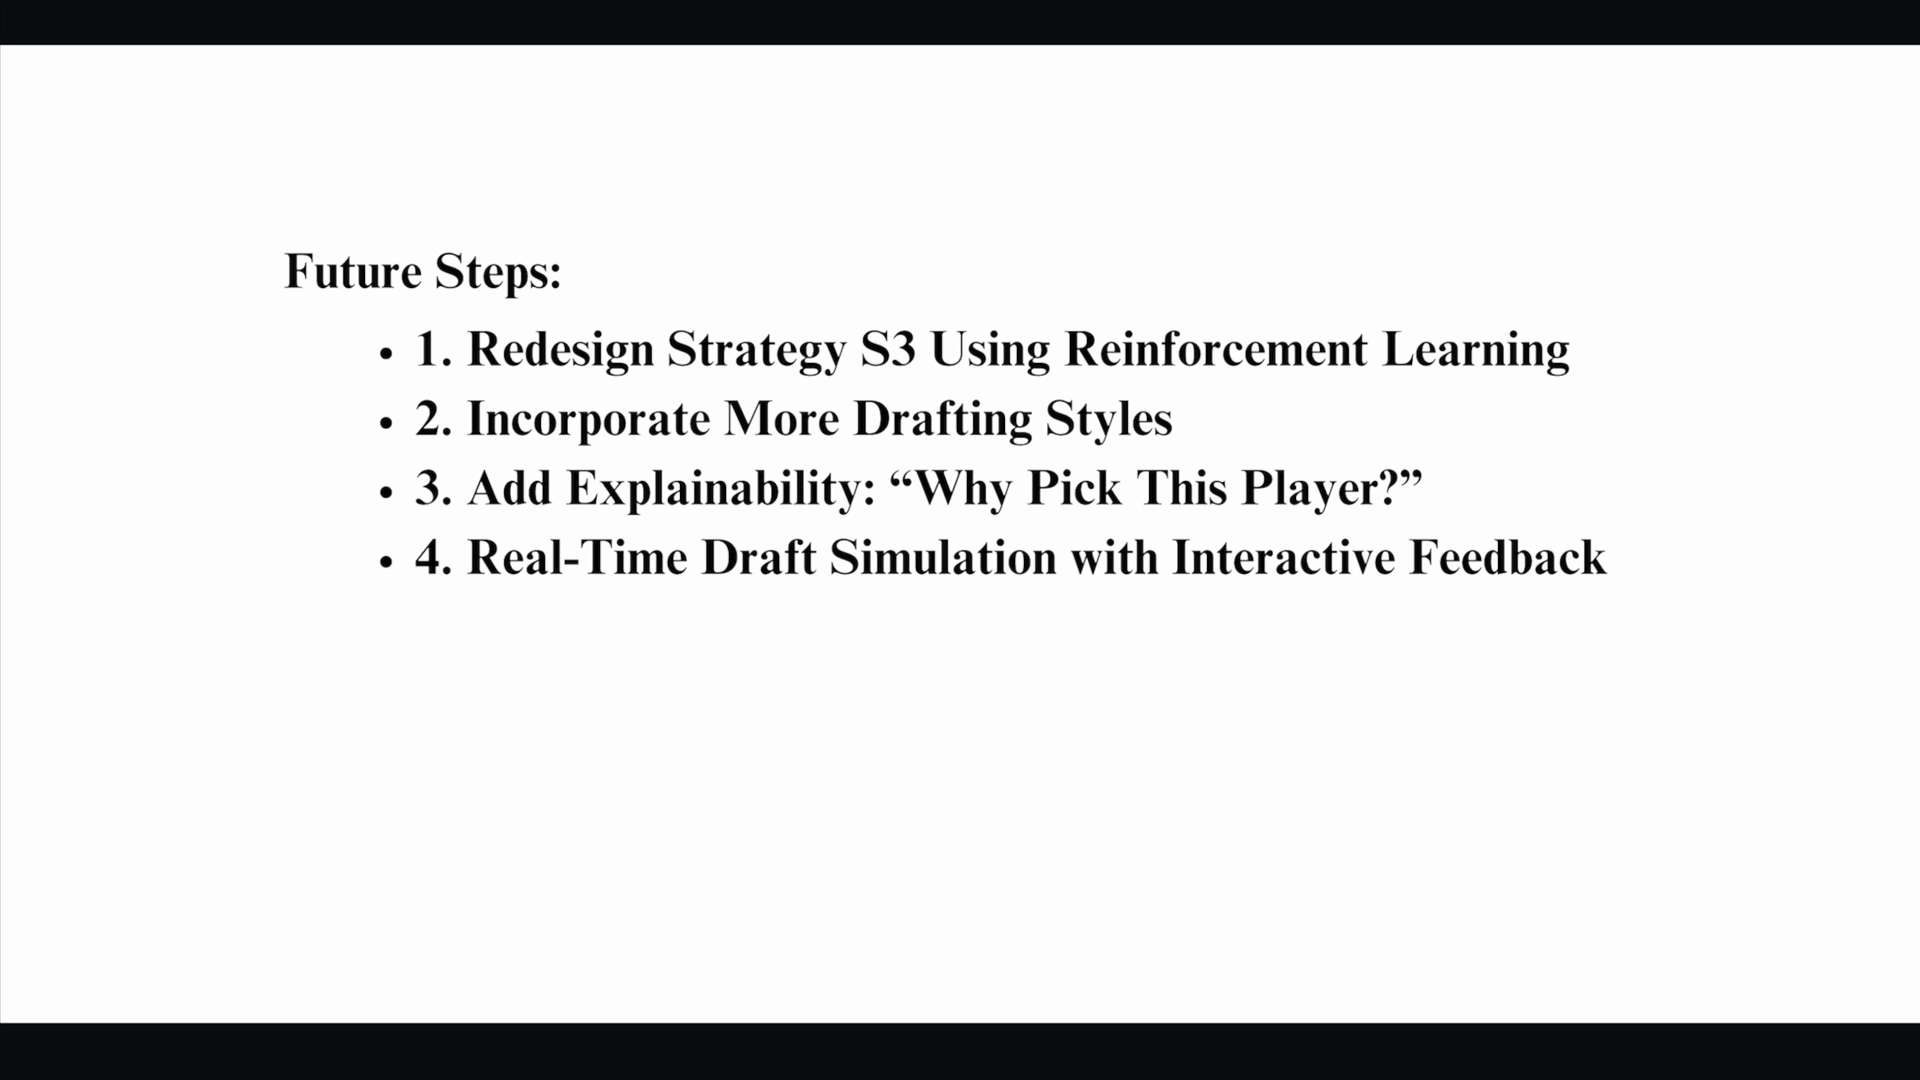 Future Steps:
• 1. Redesign Strategy S3 Using Reinforcement Learning
• 2. Incorporate More Drafting Styles
• 3. Add Explainability: “Why Pick This Player?”
• 4. Real-Time Draft Simulation with Interactive Feedback